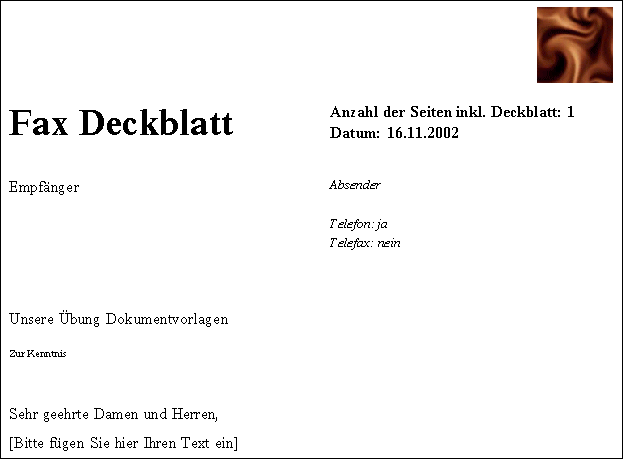 Fax Deckblatt
Anzahl der Seiten inkl. Deckblatt: 1
Datum: 16.11.2002
Empfänger
Absender
Telefon: ja
Telefax: nein
Unsere Übung Dokumentvorlagen
Zur Kenntnis
Sehr geehrte Damen und Herren,
[Bitte fügen Sie hier Ihren Text ein]